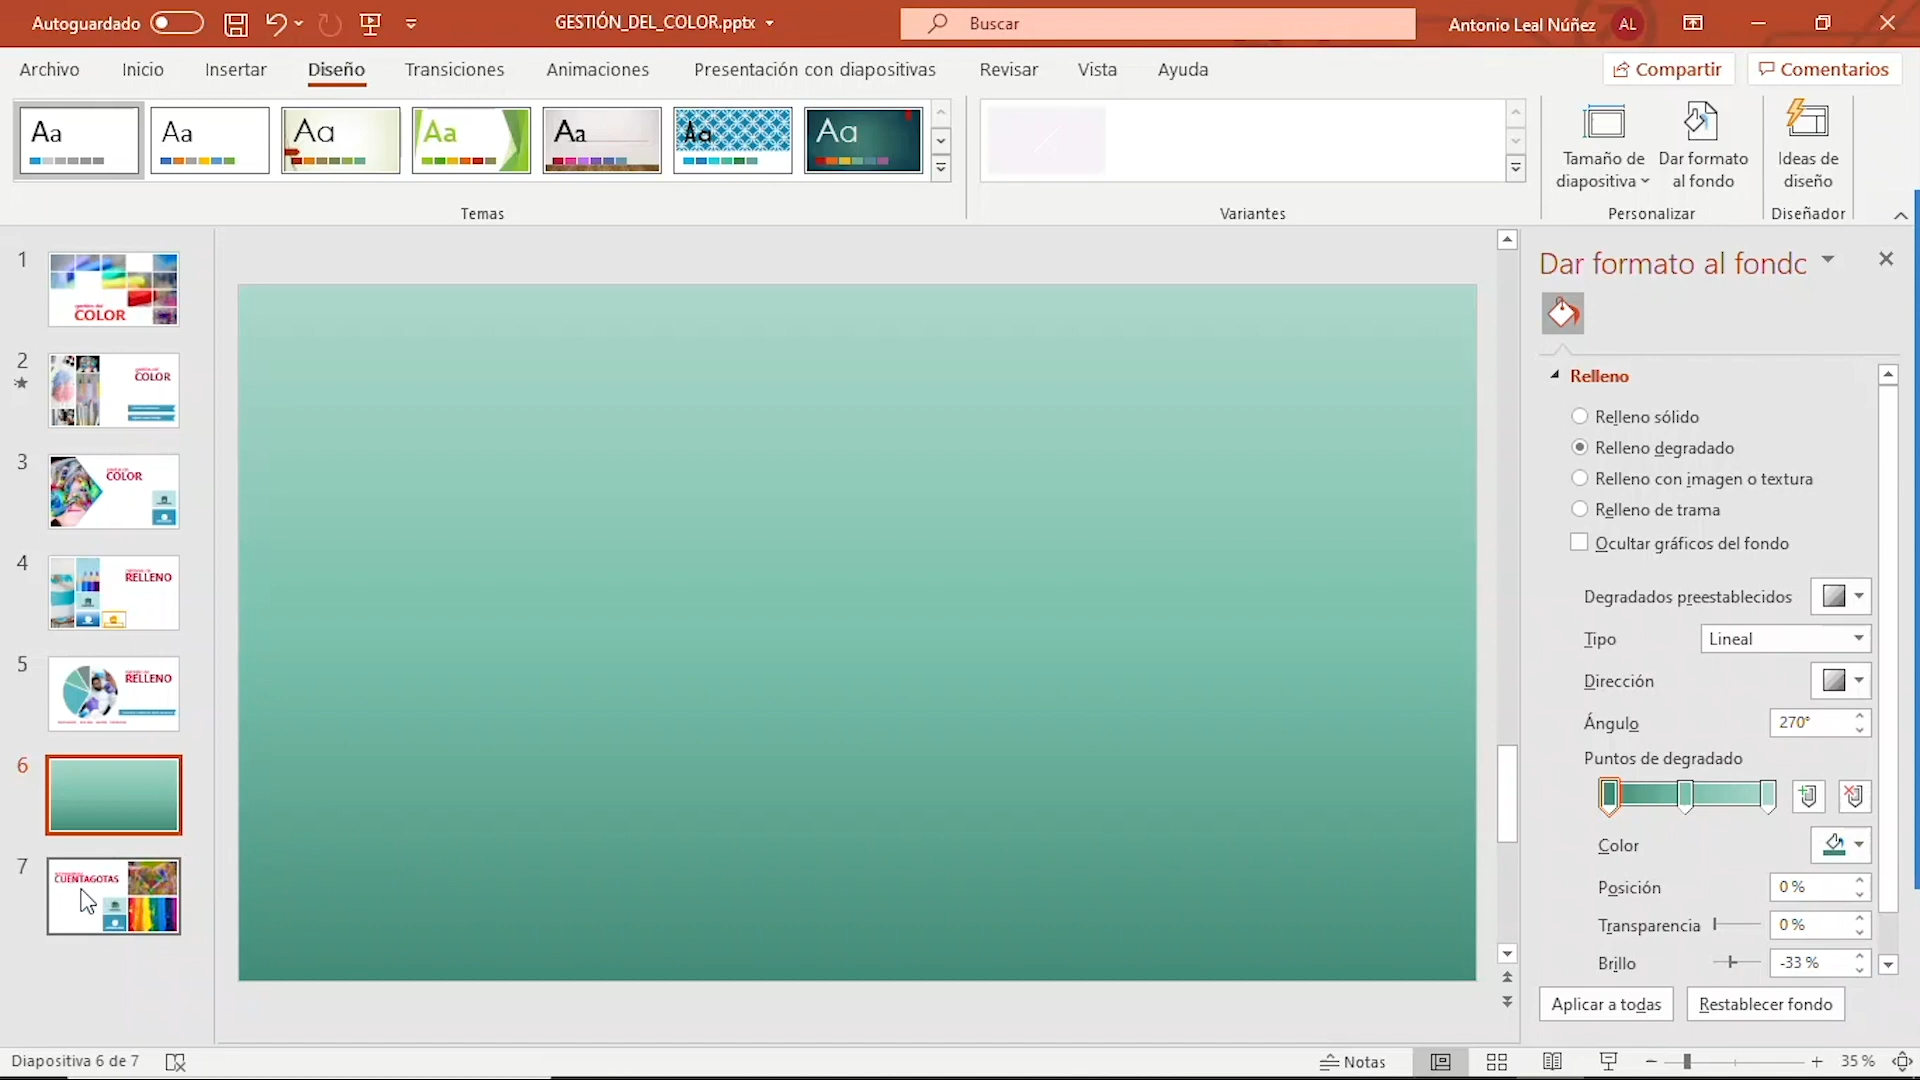 Autoguardado
GESTIÓN_DEL_COLOR.pptx
Buscar
Antonio Leal Núñez
AL
Archivo
Inicio
Insertar
Diseño
Transiciones
Animaciones
Presentación con diapositivas
Revisar
Vista
Ayuda
Compartir
Comentarios
Aa
Aa
Aa
Aa
Aa
Aa
Aa
Tamaño de diapositiva
Dar formato al fondo
Ideas de diseño
Temas
Variantes
Personalizar
Diseñador
1
COLOR
2
COLOR
3
COLOR
4
RELLENO
5
RELLENO
6
7
CUENTAGOTAS
Dar formato al fondo
Relleno
Relleno sólido
Relleno degradado
Relleno con imagen o textura
Relleno de trama
Ocultar gráficos del fondo
Degradados preestablecidos
Tipo
Lineal
Dirección
Ángulo
270°
Puntos de degradado
Color
Posición
0 %
Transparencia
0 %
Brillo
-33 %
Aplicar a todas
Restablecer fondo
Diapositiva 6 de 7
Notas
35 %